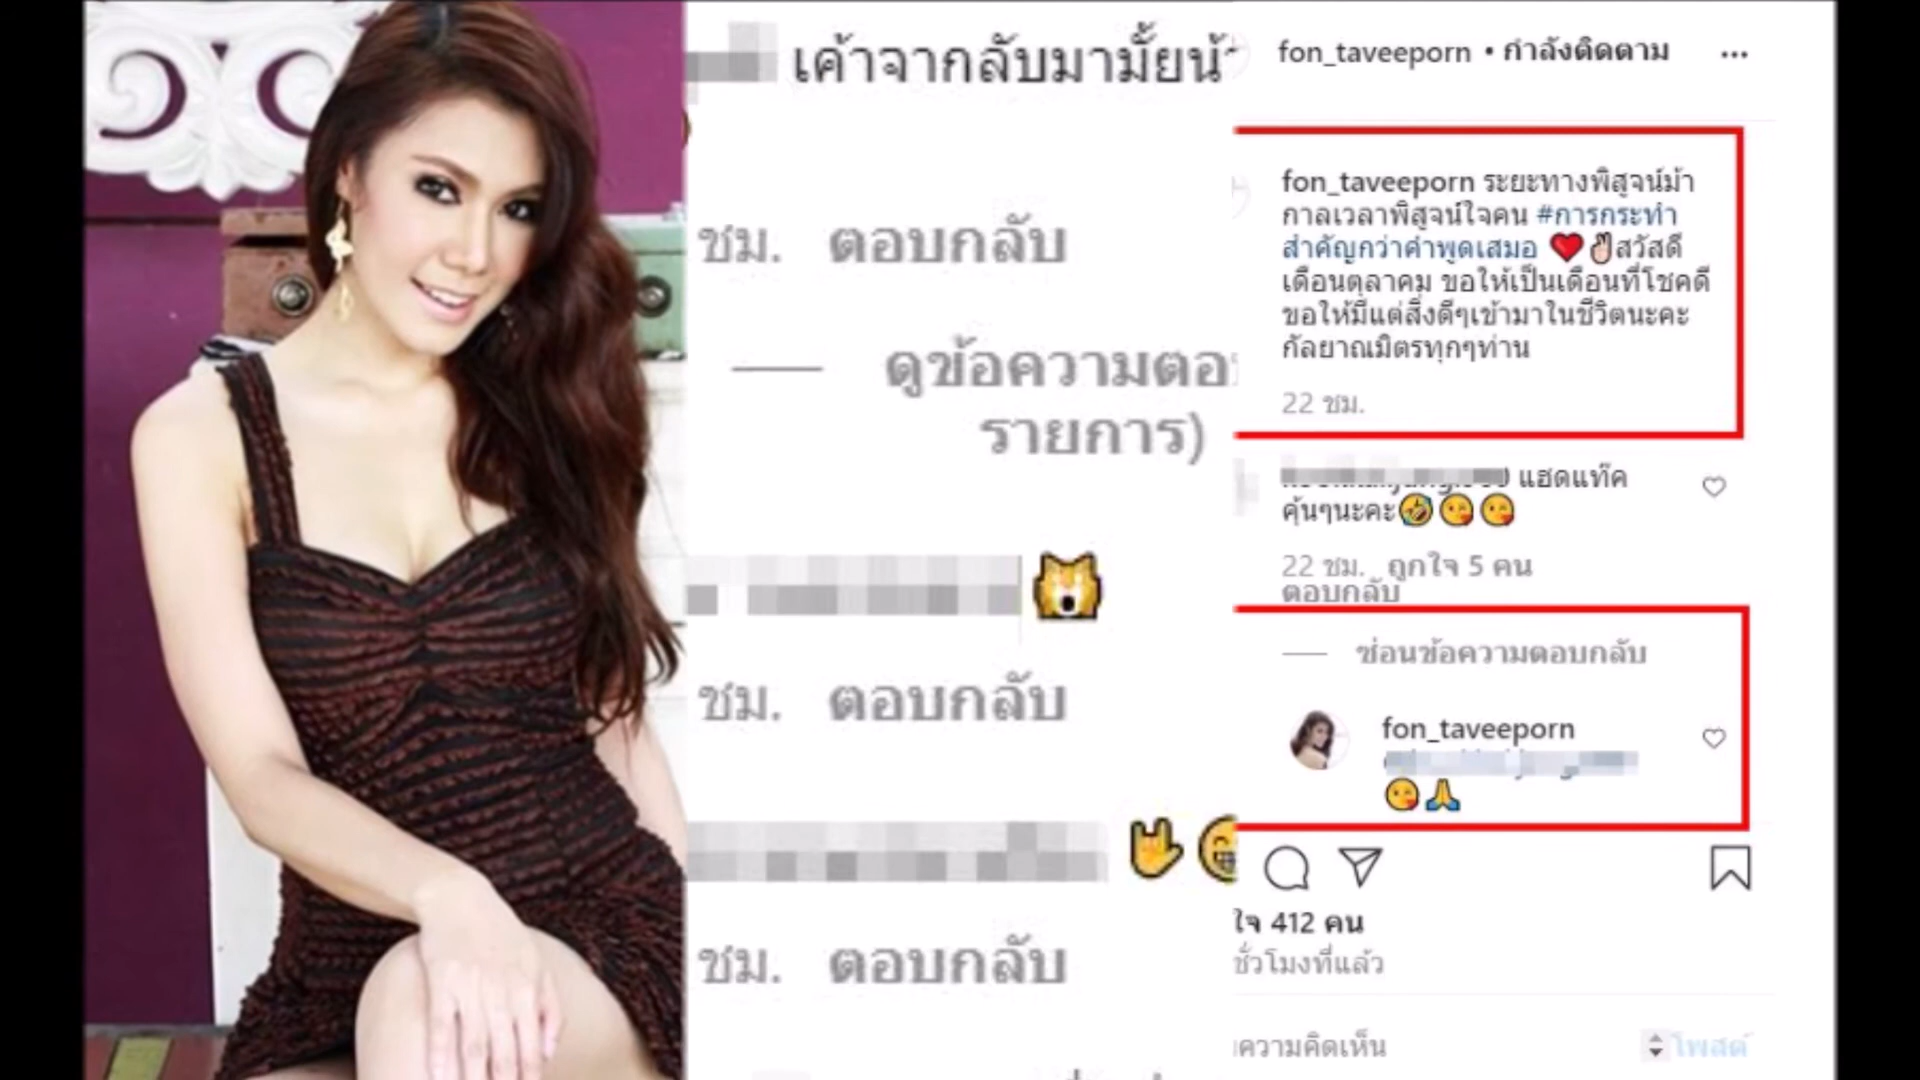 เค้าจากลับมามั้ยน้า
ชม. ตอบกลับ
ดูข้อความตอ
รายการ)
ชม. ตอบกลับ
ชม. ตอบกลับ
fon_taveeporn • กำลังติดตาม
fon_taveeporn ระยะทางพิสูจน์ม้า
กาลเวลาพิสูจน์ใจคน #การกระทำ
สำคัญกว่าคำพูดเสมอ ❤️✌🏻สวัสดี
เดือนตุลาคม ขอให้เป็นเดือนที่โชคดี
ขอให้มีแต่สิ่งดีๆเข้ามาในชีวิตนะคะ
กัลยาณมิตรทุกๆท่าน
22 ชม.
แฮดแท๊ค
คุ้นๆนะคะ🤣😘😘
22 ชม. ถูกใจ 5 คน
ตอบกลับ
ซ่อนข้อความตอบกลับ
fon_taveeporn
😘🙏
ใจ 412 คน
ชั่วโมงที่แล้ว
ความคิดเห็น
โพสต์